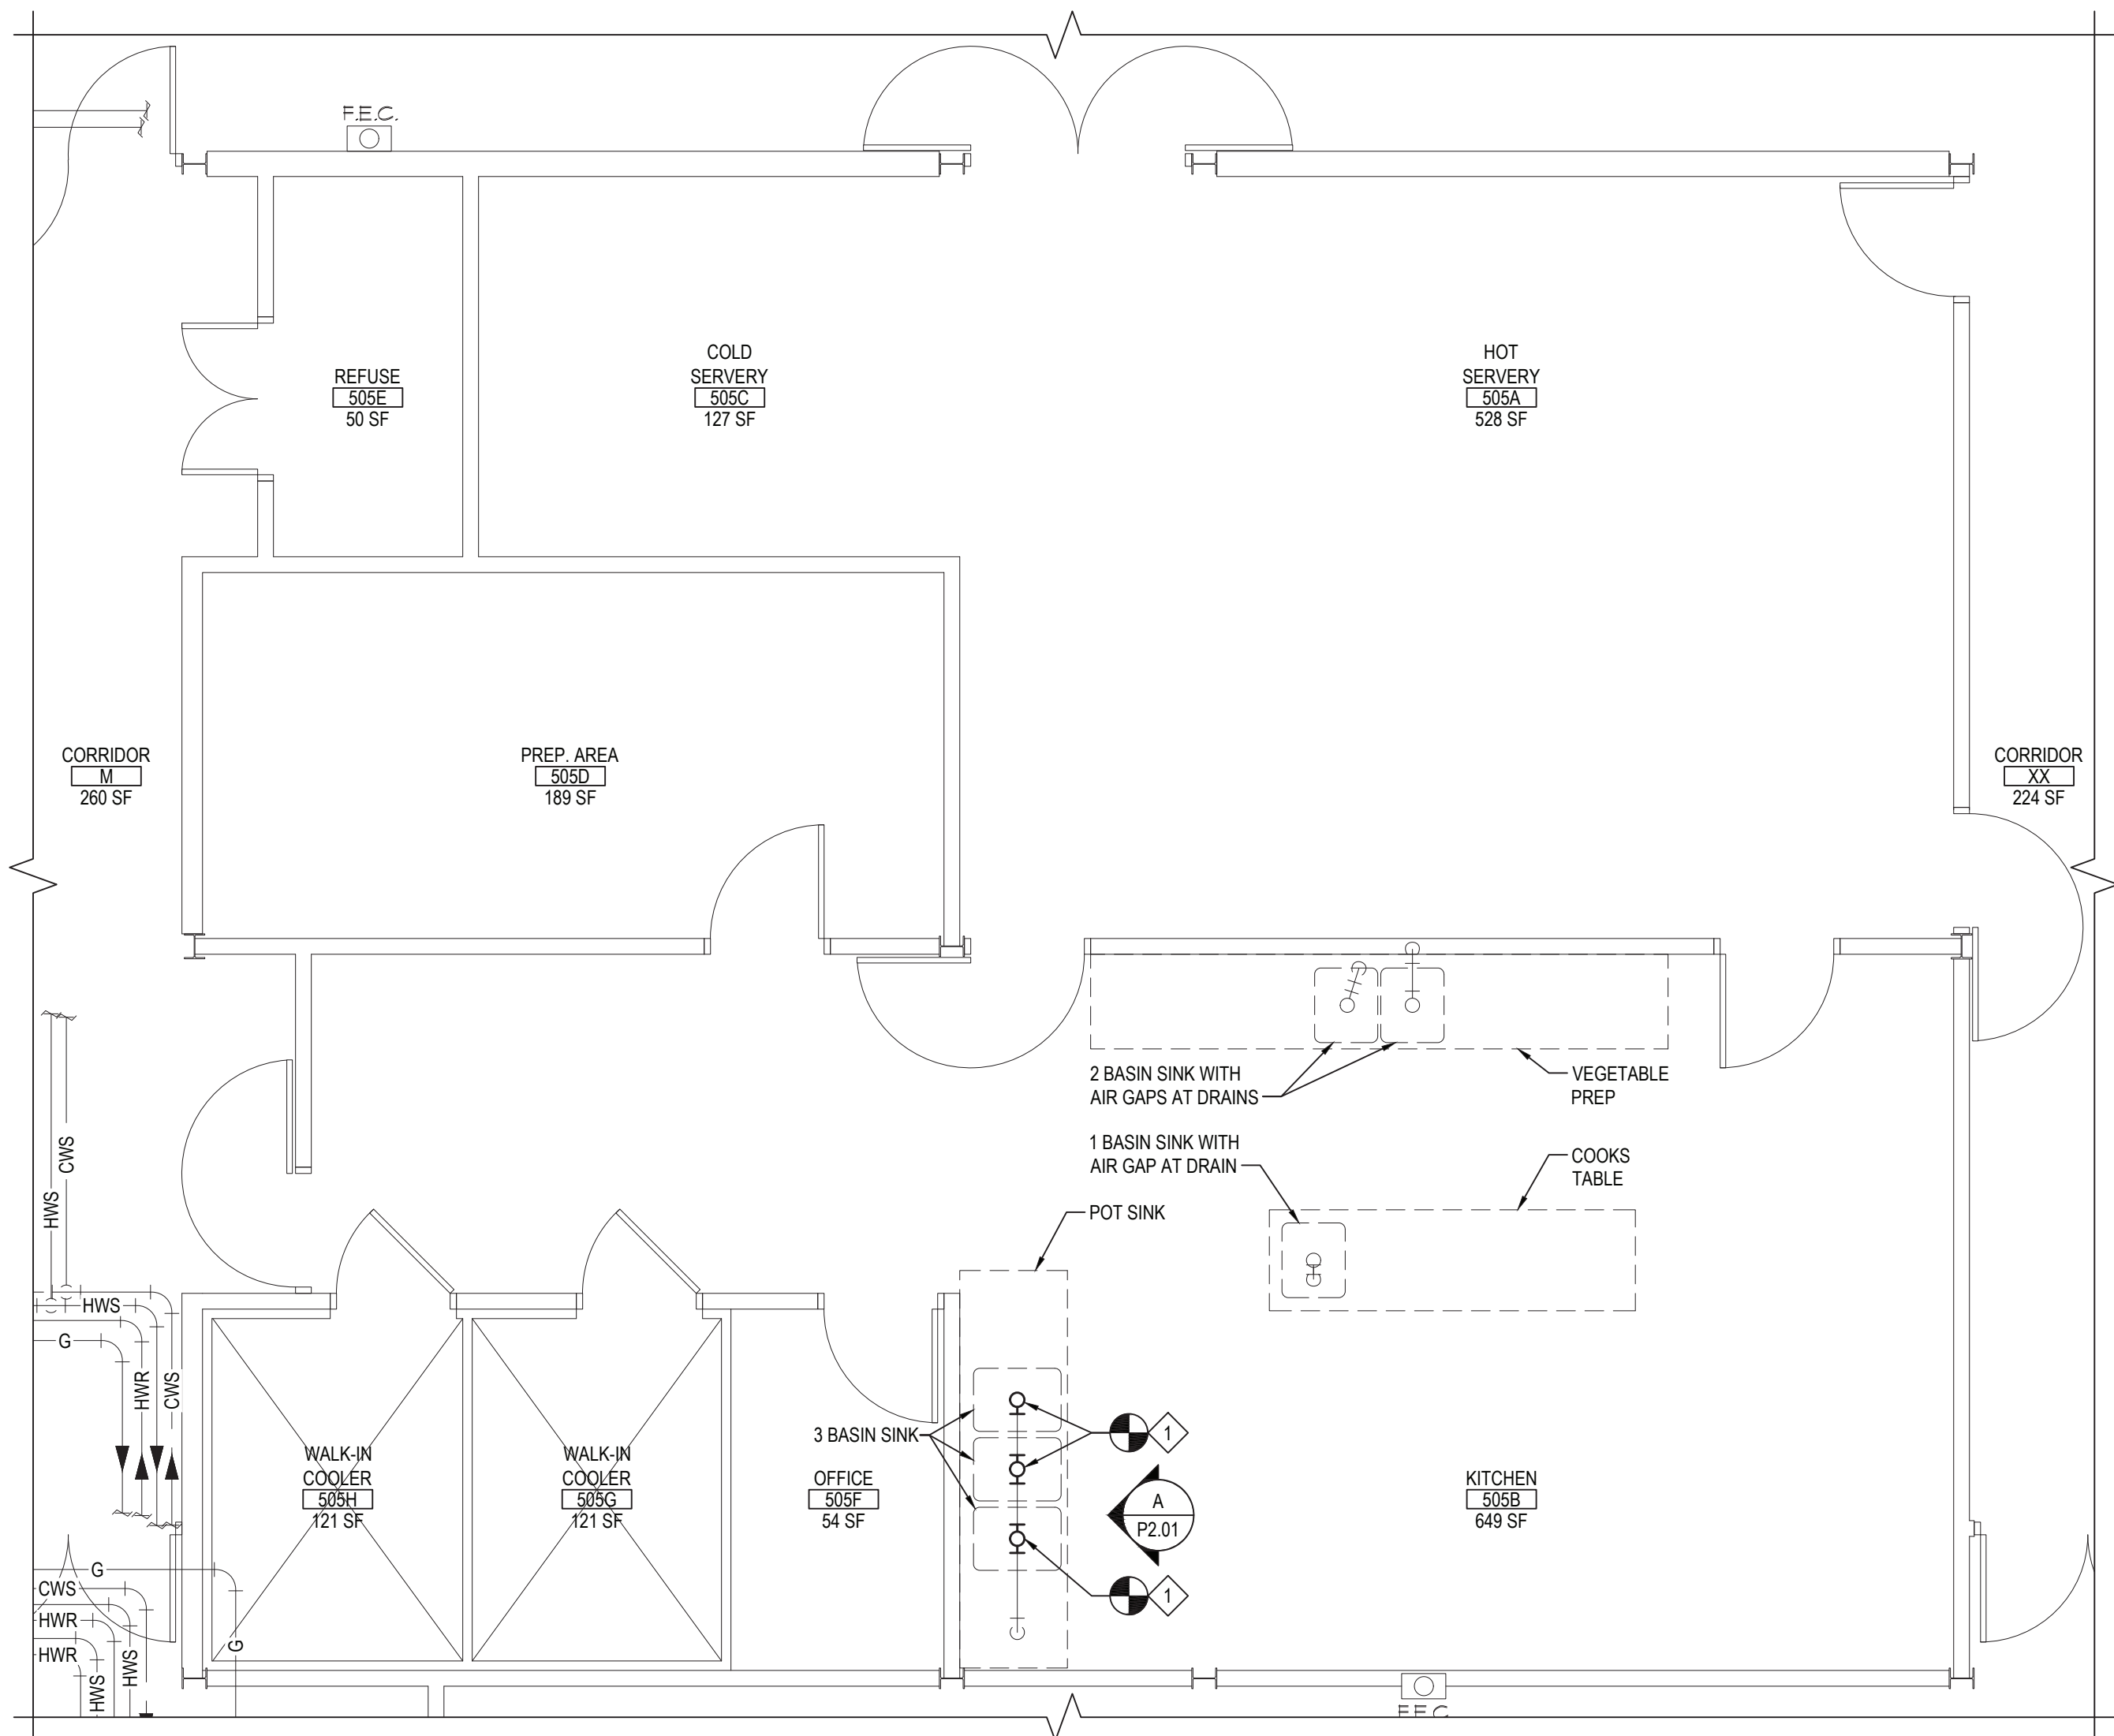 F.E.C.
COLD
SERVERY
505C
127 SF
HOT
SERVERY
505A
528 SF
REFUSE
505E
50 SF
CORRIDOR
M
260 SF
PREP. AREA
505D
189 SF
CORRIDOR
XX
224 SF
2 BASIN SINK WITH
AIR GAPS AT DRAINS
VEGETABLE
PREP
1 BASIN SINK WITH
AIR GAP AT DRAIN
COOKS
TABLE
POT SINK
CWS
HWS
HWS
G
HWR
CWS
3 BASIN SINK
1
WALK-IN
COOLER
505H
121 SF
WALK-IN
COOLER
505G
121 SF
OFFICE
505F
54 SF
A
P2.01
KITCHEN
505B
649 SF
1
G
CWS
HWR
HWR
HWS
HWS
G